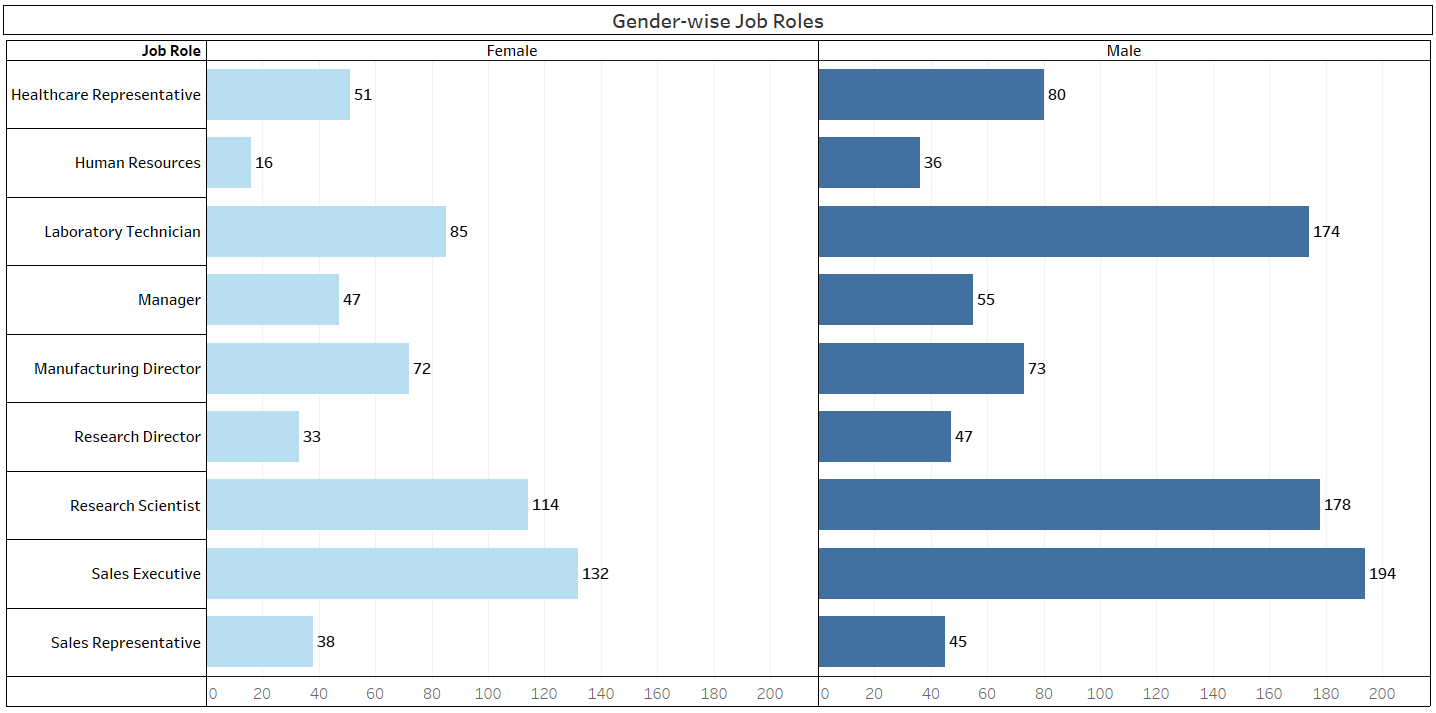 Gender-wise Job Roles
Job Role Female Male
Healthcare Representative 51 80
Human Resources 16 36
Laboratory Technician 85 174
Manager 47 55
Manufacturing Director 72 73
Research Director 33 47
Research Scientist 114 178
Sales Executive 132 194
Sales Representative 38 45
0 20 40 60 80 100 120 140 160 180 200 0 20 40 60 80 100 120 140 160 180 200